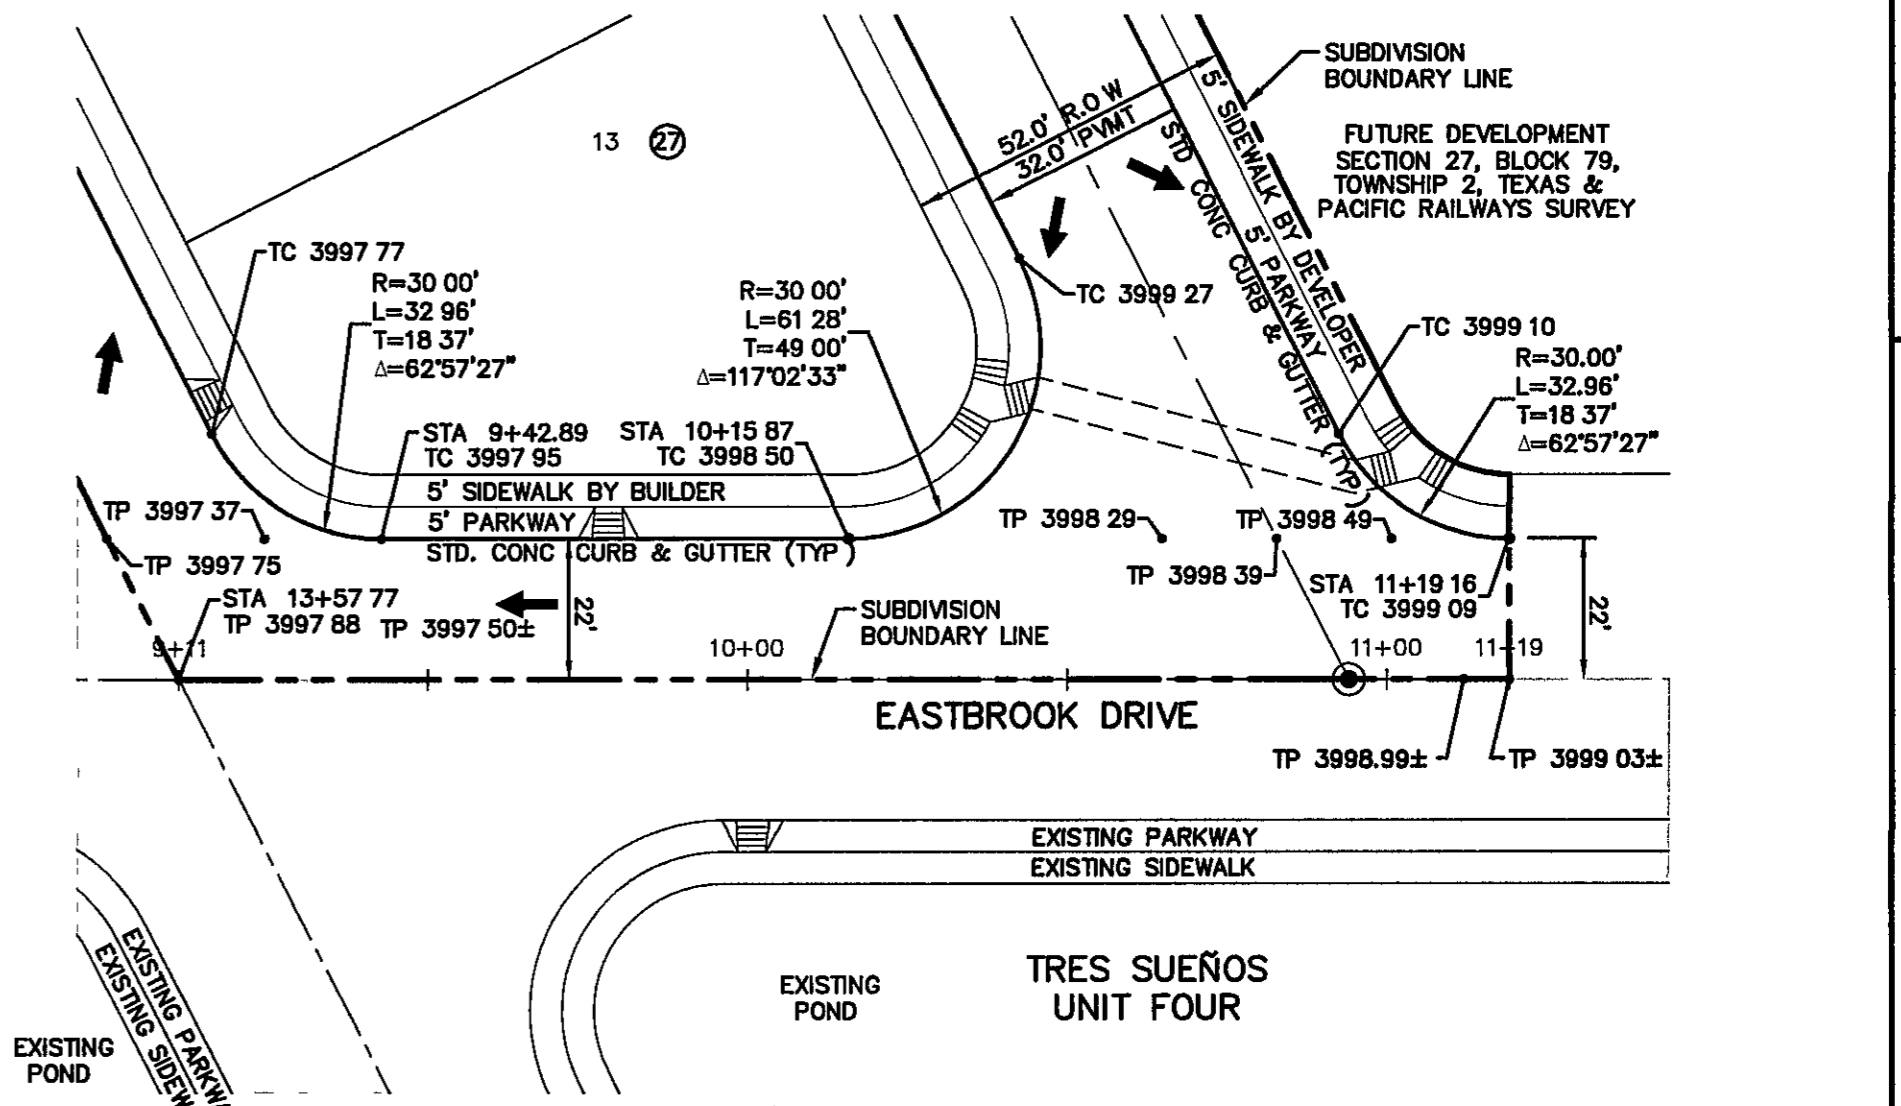 SUBDIVISION
BOUNDARY LINE
FUTURE DEVELOPMENT
SECTION 27, BLOCK 79,
TOWNSHIP 2, TEXAS &
PACIFIC RAILWAYS SURVEY
52.0' R.O W
32.0' PVMT
5' SIDEWALK BY DEVELOPER
5' PARKWAY
STD CONC CURB & GUTTER (TYP)
13 27
TC 3997 77
R=30 00'
L=32 96'
T=18 37'
Δ=62°57'27"
R=30 00'
L=61 28'
T=49 00'
Δ=117°02'33"
TC 3999 27
TC 3999 10
R=30.00'
L=32.96'
T=18 37'
Δ=62°57'27"
STA 9+42.89
TC 3997 95
STA 10+15 87
TC 3998 50
5' SIDEWALK BY BUILDER
5' PARKWAY
STD. CONC CURB & GUTTER (TYP)
TP 3997 37
TP 3997 75
STA 13+57 77
TP 3997 88
TP 3997 50±
22'
TP 3998 29
TP 3998 49
TP 3998 39
STA 11+19 16
TC 3999 09
22'
SUBDIVISION
BOUNDARY LINE
9+11
10+00
11+00
11+19
EASTBROOK DRIVE
TP 3998.99±
TP 3999 03±
EXISTING PARKWAY
EXISTING SIDEWALK
EXISTING
POND
TRES SUEÑOS
UNIT FOUR
EXISTING PARKW
EXISTING SIDEW
EXISTING
POND